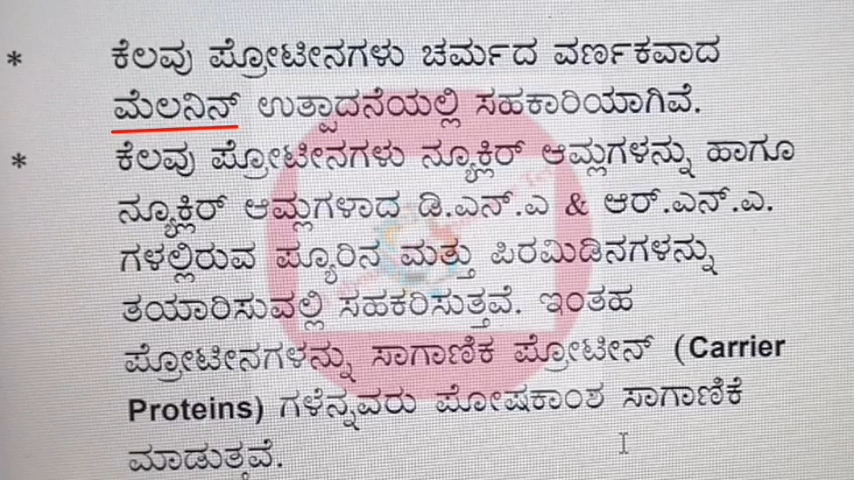 * ಕೆಲವು ಪ್ರೋಟೀನಗಳು ಚರ್ಮದ ವರ್ಣಕವಾದ
ಮೆಲನಿನ್ ಉತ್ಪಾದನೆಯಲ್ಲಿ ಸಹಕಾರಿಯಾಗಿವೆ.
* ಕೆಲವು ಪ್ರೋಟೀನಗಳು ನ್ಯೂಕ್ಲಿರ್ ಆಮ್ಲಗಳನ್ನು ಹಾಗೂ
ನ್ಯೂಕ್ಲಿರ್ ಆಮ್ಲಗಳಾದ ಡಿ.ಎನ್.ಎ & ಆರ್.ಎನ್.ಎ.
ಗಳಲ್ಲಿರುವ ಪ್ಯೂರಿನ ಮತ್ತು ಪಿರಮಿಡಿನಗಳನ್ನು
ತಯಾರಿಸುವಲ್ಲಿ ಸಹಕರಿಸುತ್ತವೆ. ಇಂತಹ
ಪ್ರೋಟೀನಗಳನ್ನು ಸಾಗಾಣಿಕ ಪ್ರೋಟೀನ್ (Carrier
Proteins) ಗಳೆನ್ನವರು ಪೋಷಕಾಂಶ ಸಾಗಾಣಿಕೆ
ಮಾಡುತ್ತವೆ.